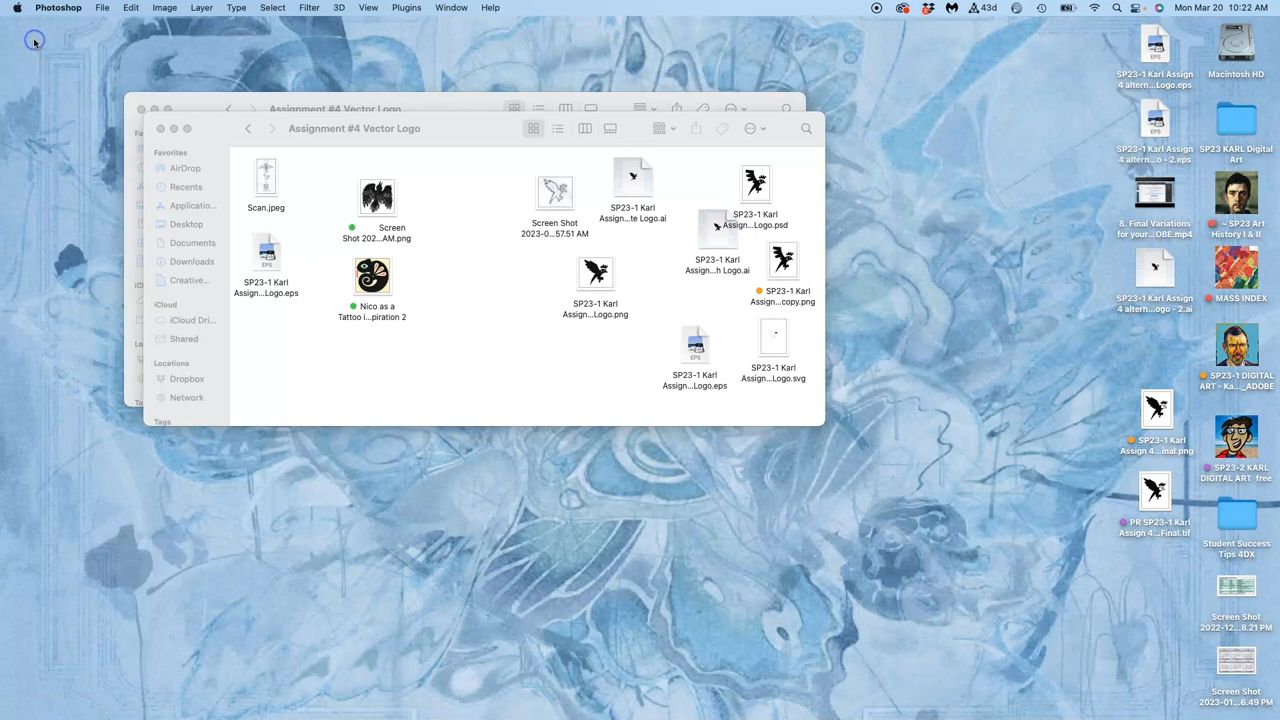 Photoshop File Edit Image Layer Type Select Filter 3D View Plugins Window Help 43d Mon Mar 20 10:22 AM
Assignment #4 Vector Logo
Assignment #4 Vector Logo
Favorites
AirDrop
Recents
Applicatio...
Desktop
Documents
Downloads
Creative...
iCloud
iCloud Dri...
Shared
Locations
Dropbox
Network
Tags
Scan.jpeg
SP23-1 Karl
Assign...Logo.eps
Screen
Shot 202...AM.png
Nico as a
Tattoo i...piration 2
Screen Shot
2023-0...57.51 AM
SP23-1 Karl
Assign...te Logo.ai
SP23-1 Karl
Assign...Logo.psd
SP23-1 Karl
Assign...h Logo.ai
SP23-1 Karl
Assign...Logo.png
SP23-1 Karl
Assign...copy.png
EPS
SP23-1 Karl
Assign...Logo.eps
SP23-1 Karl
Assign...Logo.svg
EPS
EPS
SP23-1 Karl Assign
4 altern...Logo.eps
EPS
SP23-1 Karl Assign
4 altern...o - 2.eps
8. Final Variations
for your...OBE.mp4
SP23-1 Karl Assign
4 altern...ogo - 2.ai
SP23-1 Karl
Assign 4...inal.png
PR SP23-1 Karl
Assign 4...Final.tif
Macintosh HD
SP23 KARL Digital
Art
~ SP23 Art
History I & II
MASS INDEX
SP23-1 DIGITAL
ART - Ka..._ADOBE
SP23-2 KARL
DIGITAL ART free
Student Success
Tips 4DX
Screen Shot
2022-12...8.21 PM
Screen Shot
2023-01...6.49 PM